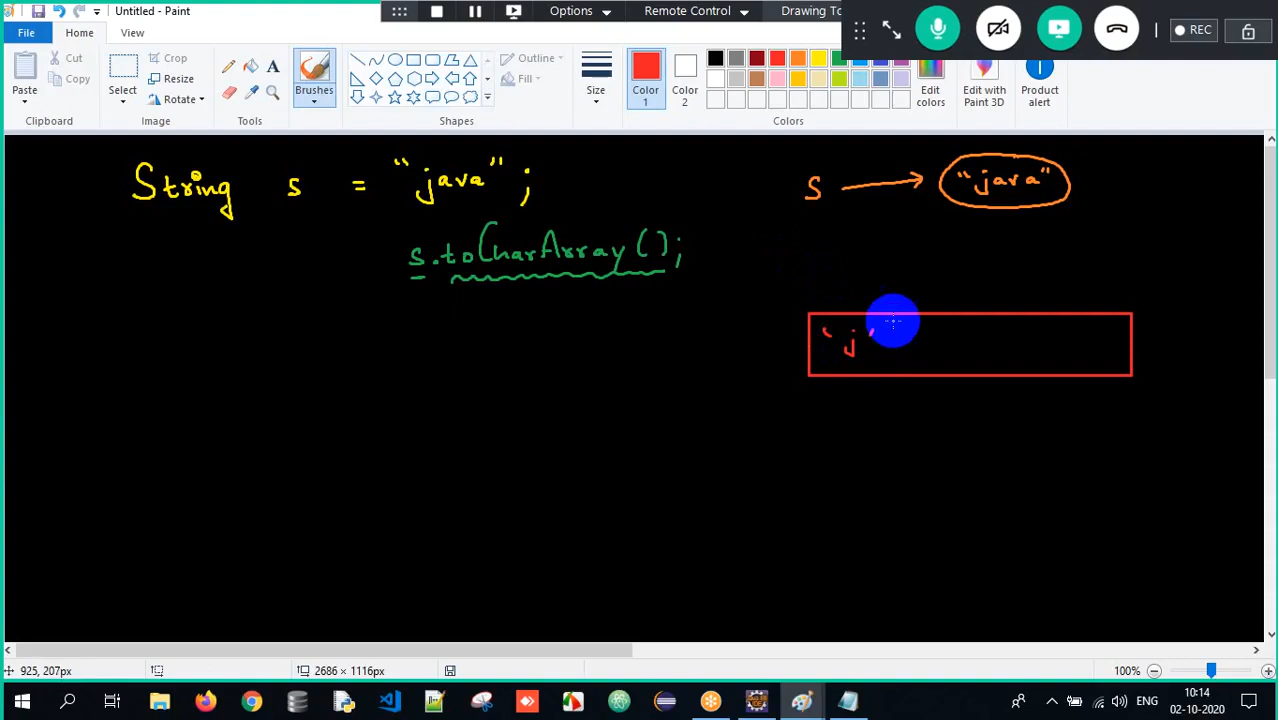 Untitled - Paint
Options
Remote Control
Drawing To
REC
File
Home
View
Paste
Cut
Copy
Clipboard
Select
Crop
Resize
Rotate
Image
Tools
Brushes
Shapes
Outline
Fill
Size
Color 1
Color 2
Colors
Edit colors
Edit with Paint 3D
Product alert
String s = "java";
s → "java"
s.toCharArray();
'j'
925, 207px
2686 × 1116px
100%
ENG
10:14
02-10-2020